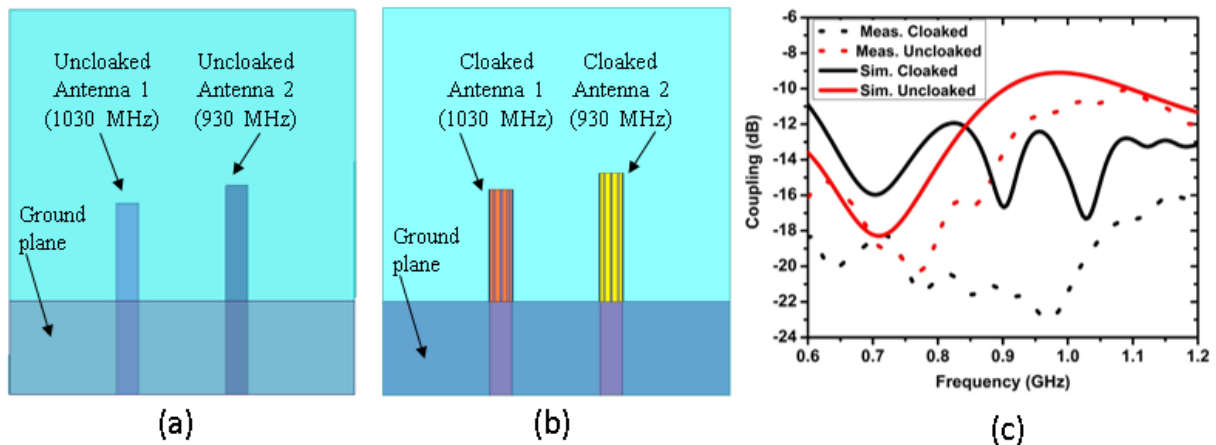 Uncloaked
Antenna 1
(1030 MHz)
Uncloaked
Antenna 2
(930 MHz)
Ground
plane
(a)
Cloaked
Antenna 1
(1030 MHz)
Cloaked
Antenna 2
(930 MHz)
Ground
plane
(b)
Coupling (dB)
-6
-8
-10
-12
-14
-16
-18
-20
-22
-24
Meas. Cloaked
Meas. Uncloaked
Sim. Cloaked
Sim. Uncloaked
0.6 0.7 0.8 0.9 1.0 1.1 1.2
Frequency (GHz)
(c)